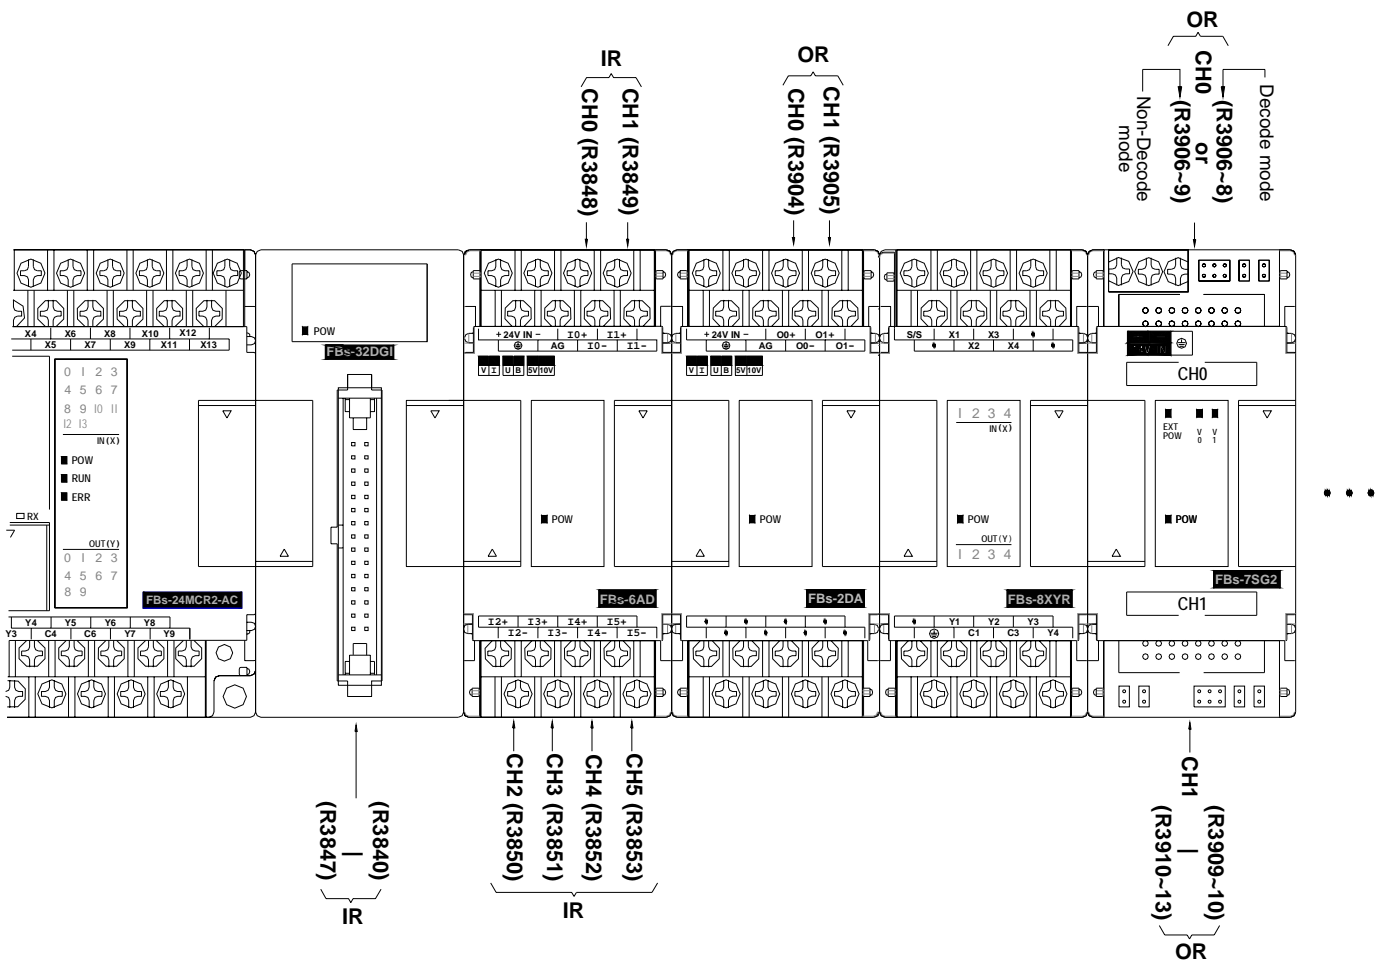 OR
CH0
(R3906~8)
or
(R3906~9)
Decode mode
Non-Decode
mode
IR
CH0 (R3848)
CH1 (R3849)
OR
CH0 (R3904)
CH1 (R3905)
X4 X6 X8 X10 X12
X5 X7 X9 X11 X13
0 1 2 3
4 5 6 7
8 9 10 11
12 13
IN(X)
POW
RUN
ERR
RX
OUT(Y)
0 1 2 3
4 5 6 7
8 9
FBs-24MCR2-AC
Y4 Y5 Y6 Y8
Y3 C4 C6 Y7 Y9
POW
FBs-32DGI
+24V IN - I0+ I1+
AG I0- I1-
V I U B 5V 10V
POW
FBs-6AD
I2+ I3+ I4+ I5+
I2- I3- I4- I5-
+24V IN - O0+ O1+
AG O0- O1-
V I U B 5V 10V
POW
FBs-2DA
S/S X1 X3
X2 X4
1 2 3 4
IN(X)
POW
OUT(Y)
1 2 3 4
FBs-8XYR
Y1 Y2 Y3
C1 C3 Y4
CH0
EXT
POW
V
0
V
1
POW
FBs-7SG2
CH1
(R3840)
(R3847)
IR
CH2 (R3850)
CH3 (R3851)
CH4 (R3852)
CH5 (R3853)
IR
CH1
(R3909~10)
(R3910~13)
OR